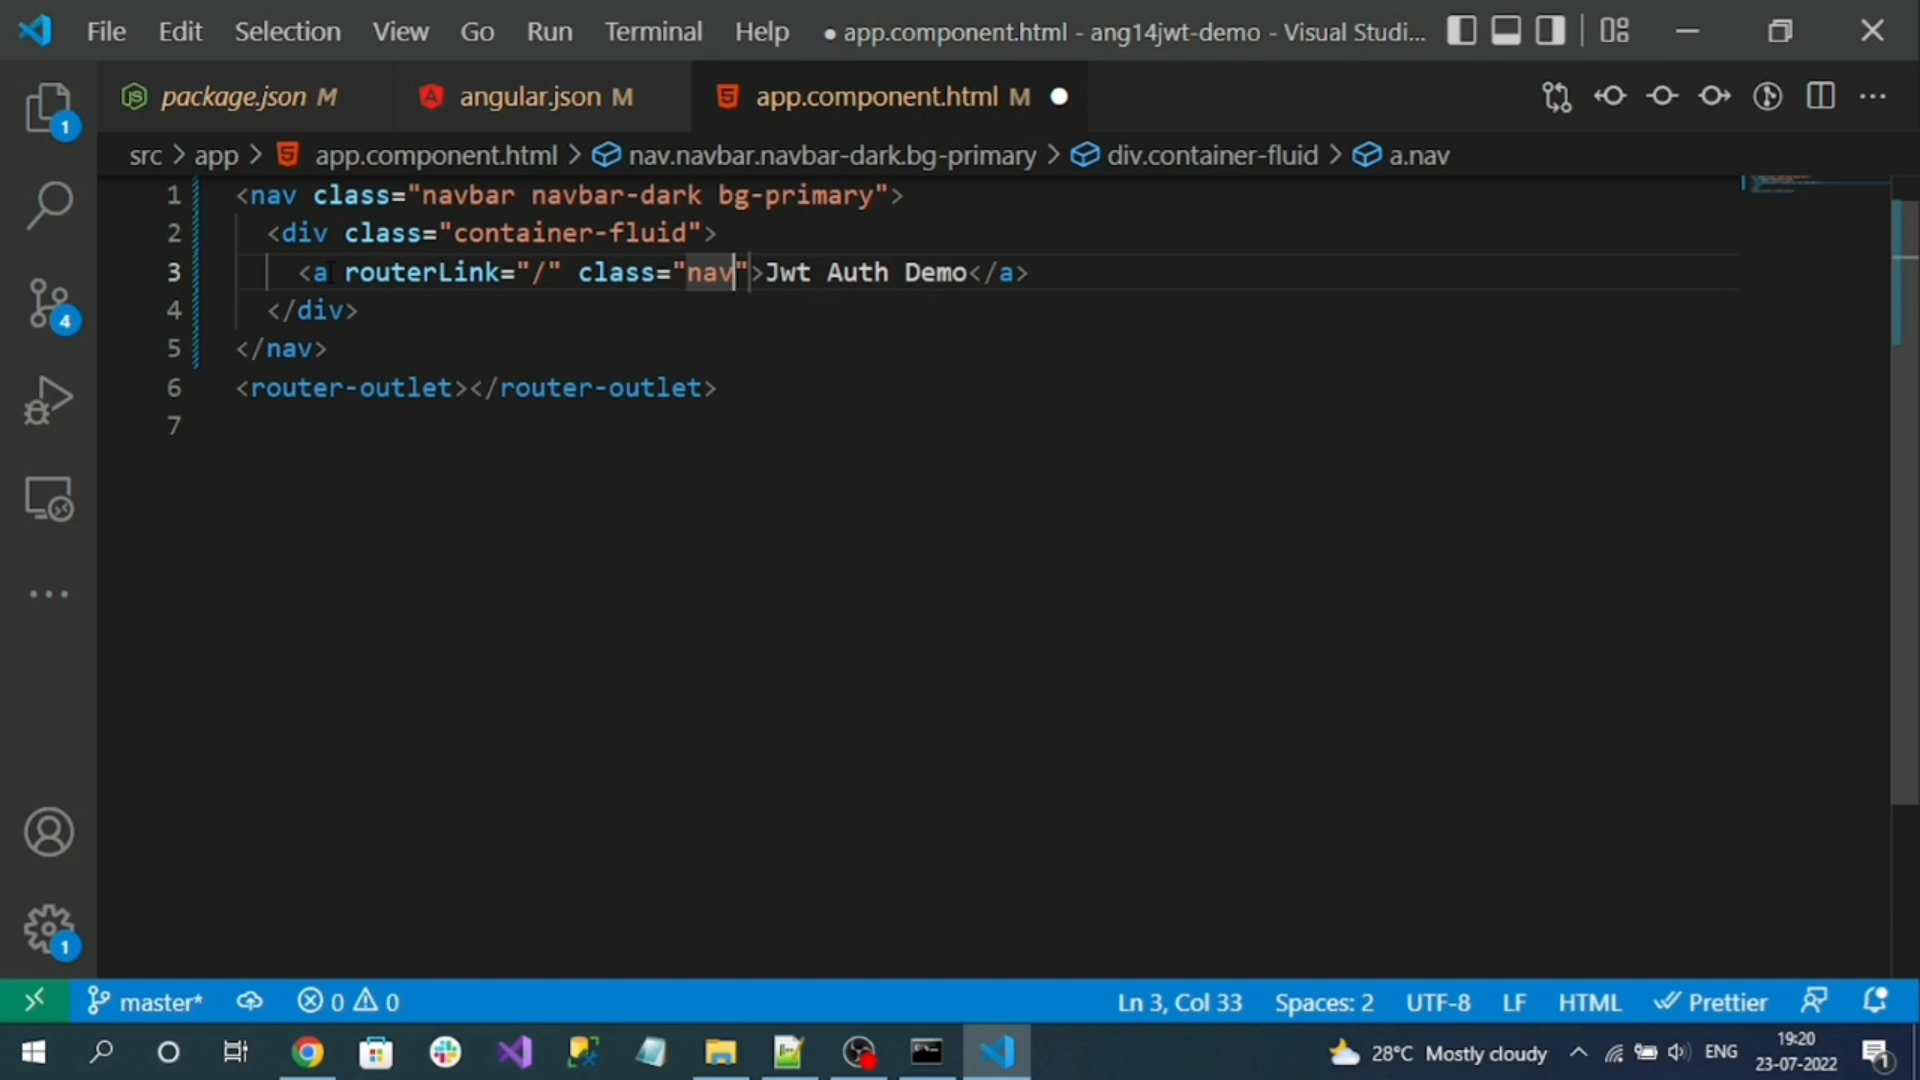 File Edit Selection View Go Run Terminal Help ● app.component.html - ang14jwt-demo - Visual Studi...
package.json M angular.json M app.component.html M ●
src > app > app.component.html > nav.navbar.navbar-dark.bg-primary > div.container-fluid > a.nav
1 <nav class="navbar navbar-dark bg-primary">
2 <div class="container-fluid">
3 <a routerLink="/" class="nav">Jwt Auth Demo</a>
4 </div>
5 </nav>
6 <router-outlet></router-outlet>
7
1
4
1
master* 0 0 Ln 3, Col 33 Spaces: 2 UTF-8 LF HTML Prettier
28°C Mostly cloudy ENG 19:20
23-07-2022 1